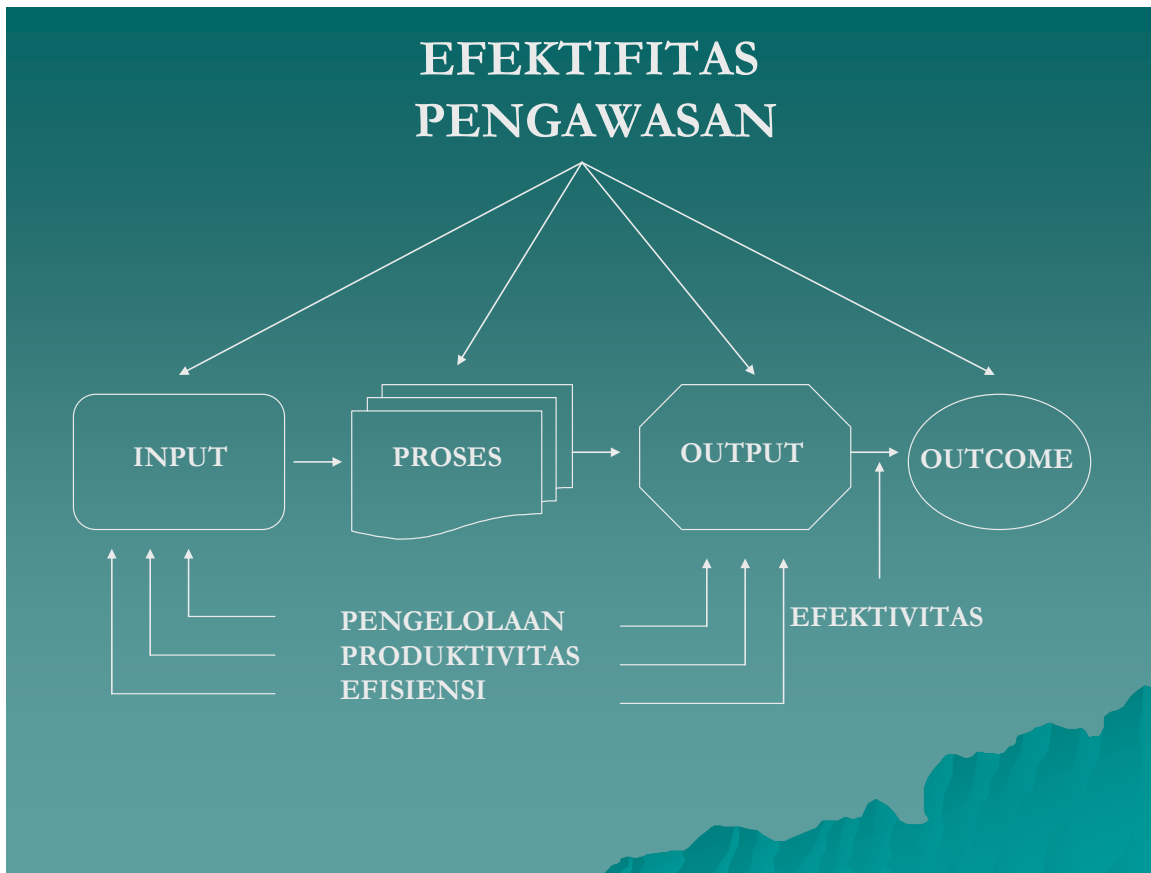 EFEKTIFITAS
PENGAWASAN
INPUT
PROSES
OUTPUT
OUTCOME
PENGELOLAAN
PRODUKTIVITAS
EFISIENSI
EFEKTIVITAS